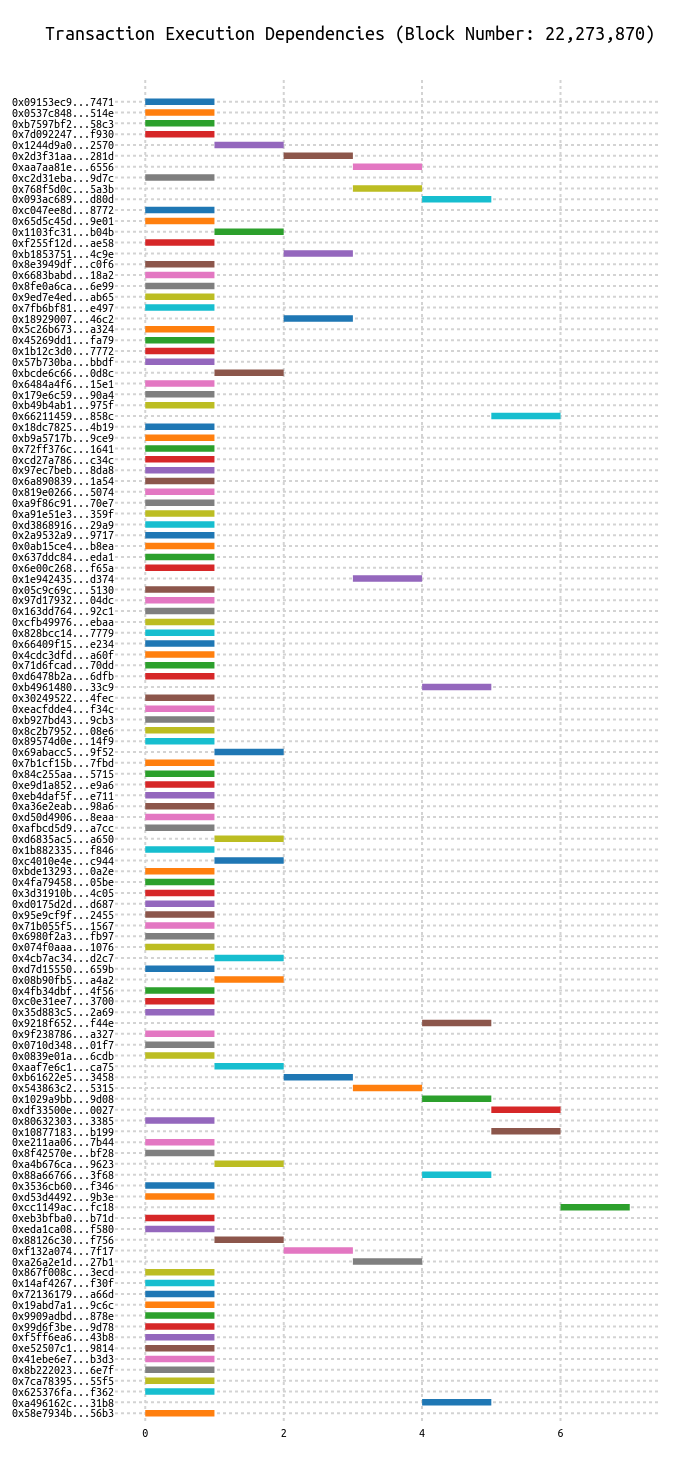 Transaction Execution Dependencies (Block Number: 22,273,870)
0x09153ec9...7471
0x0537c848...514e
0xb7597bf2...58c3
0x7d092247...f930
0x1244d9a0...2570
0x2d3f31aa...281d
0xaa7aa81e...6556
0xc2d31eba...9d7c
0x768f5d0c...5a3b
0x093ac689...d80d
0xc047ee8d...8772
0x65d5c45d...9e01
0x1103fc31...b04b
0xf255f12d...ae58
0xb1853751...4c9e
0x8e3949df...c0f6
0x6683babd...18a2
0x8fe0a6ca...6e99
0x9ed7e4ed...ab65
0x7fb6bf81...e497
0x18929007...46c2
0x5c26b673...a324
0x45269dd1...fa79
0x1b12c3d0...7772
0x57b730ba...bbdf
0xbcde6c66...0d8c
0x6484a4f6...15e1
0x179e6c59...90a4
0xb49b4ab1...975f
0x66211459...858c
0x18dc7825...4b19
0xb9a5717b...9ce9
0x72ff376c...1641
0xcd27a786...c34c
0x97ec7beb...8da8
0x6a890839...1a54
0x819e0266...5074
0xa9f86c91...70e7
0xa91e51e3...359f
0xd3868916...29a9
0x2a9532a9...9717
0x0ab15ce4...b8ea
0x637ddc84...eda1
0x6e00c268...f65a
0x1e942435...d374
0x05c9c69c...5130
0x97d17932...04dc
0x163dd764...92c1
0xcfb49976...ebaa
0x828bcc14...7779
0x66409f15...e234
0x4cdc3dfd...a60f
0x71d6fcad...70dd
0xd6478b2a...6dfb
0xb4961480...33c9
0x30249522...4fec
0xeacfdde4...f34c
0xb927bd43...9cb3
0x8c2b7952...08e6
0x89574d0e...14f9
0x69abacc5...9f52
0x7b1cf15b...7fbd
0x84c255aa...5715
0xe9d1a852...e9a6
0xeb4daf5f...e711
0xa36e2eab...98a6
0xd50d4906...8eaa
0xafbcd5d9...a7cc
0xd6835ac5...a650
0x1b882335...f846
0xc4010e4e...c944
0xbde13293...0a2e
0x4fa79458...05be
0x3d31910b...4c05
0xd0175d2d...d687
0x95e9cf9f...2455
0x71b055f5...1567
0x6980f2a3...fb97
0x074f0aaa...1076
0x4cb7ac34...d2c7
0xd7d15550...659b
0x08b90fb5...a4a2
0x4fb34dbf...4f56
0xc0e31ee7...3700
0x35d883c5...2a69
0x9218f652...f44e
0x9f238786...a327
0x0710d348...01f7
0x0839e01a...6cdb
0xaaf7e6c1...ca75
0xb61622e5...3458
0x543863c2...5315
0x1029a9bb...9d08
0xdf33500e...0027
0x80632303...3385
0x10877183...b199
0xe211aa06...7b44
0x8f42570e...bf28
0xa4b676ca...9623
0x88a66766...3f68
0x3536cb60...f346
0xd53d4492...9b3e
0xcc1149ac...fc18
0xeb3bfba0...b71d
0xeda1ca08...f580
0x88126c30...f756
0xf132a074...7f17
0xa26a2e1d...27b1
0x867f008c...3ecd
0x14af4267...f30f
0x72136179...a66d
0x19abd7a1...9c6c
0x9909adbd...878e
0x99d6f3be...9d78
0xf5ff6ea6...43b8
0xe52507c1...9814
0x41ebe6e7...b3d3
0x8b222023...6e7f
0x7ca78395...55f5
0x625376fa...f362
0xa496162c...31b8
0x58e7934b...56b3
0 2 4 6